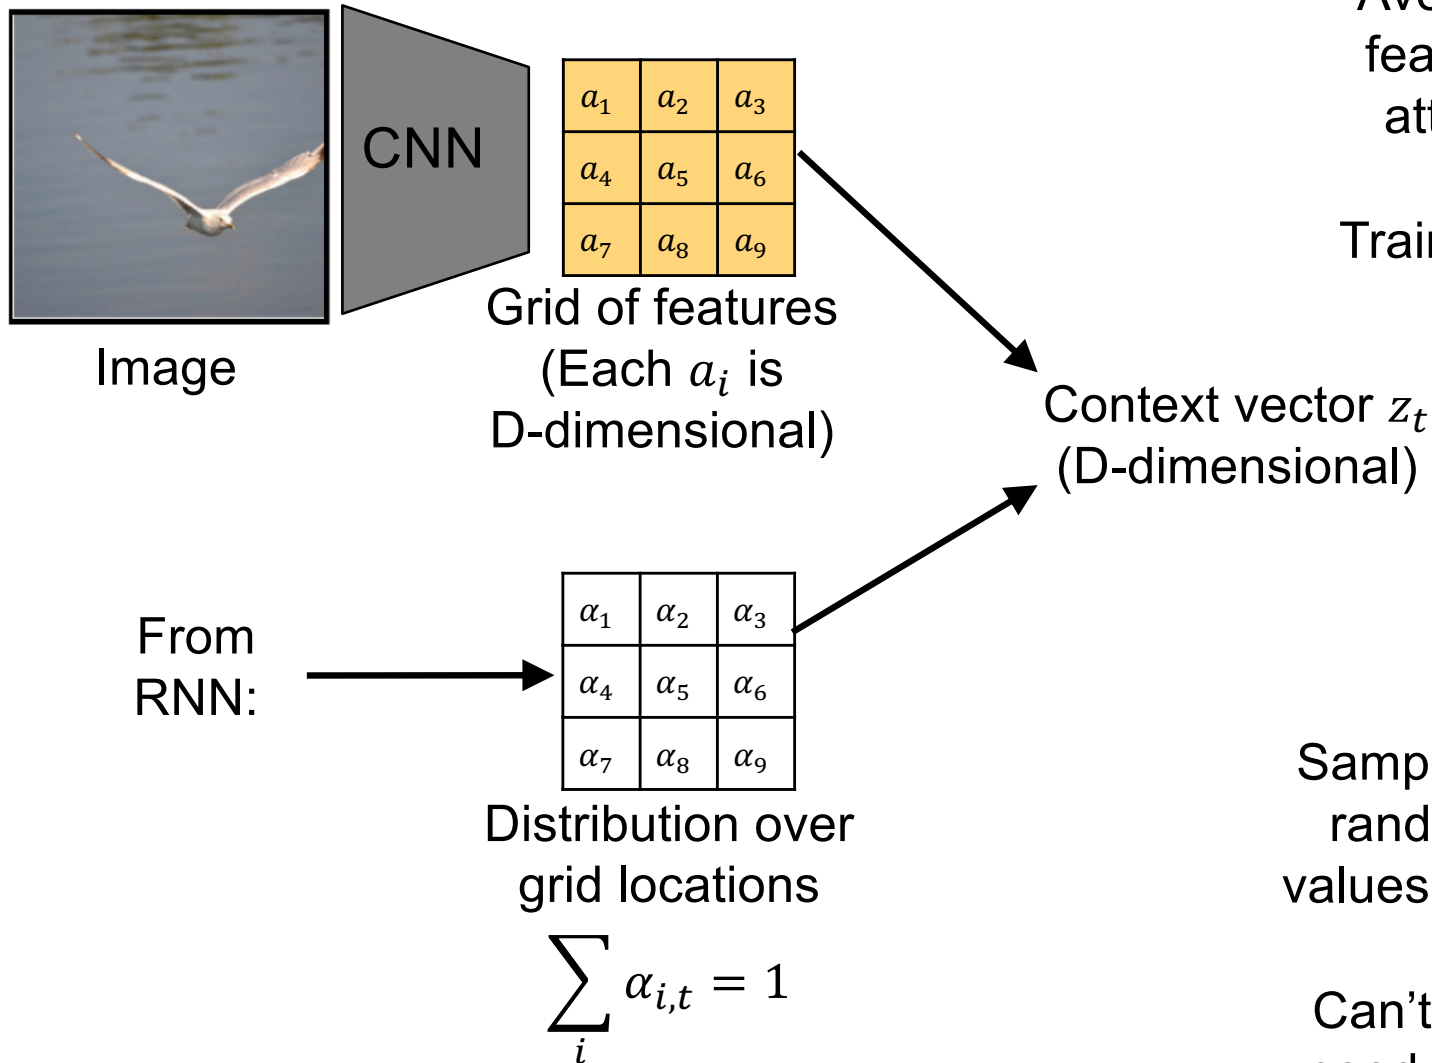 CNN
a₁ a₂ a₃
a₄ a₅ a₆
a₇ a₈ a₉
Image
Grid of features
(Each aᵢ is
D-dimensional)
Context vector zₜ
(D-dimensional)
From
RNN:
α₁ α₂ α₃
α₄ α₅ α₆
α₇ α₈ α₉
Distribution over
grid locations
∑ᵢ αᵢ,ₜ = 1
att
Train
Samp
rand
values
Can't